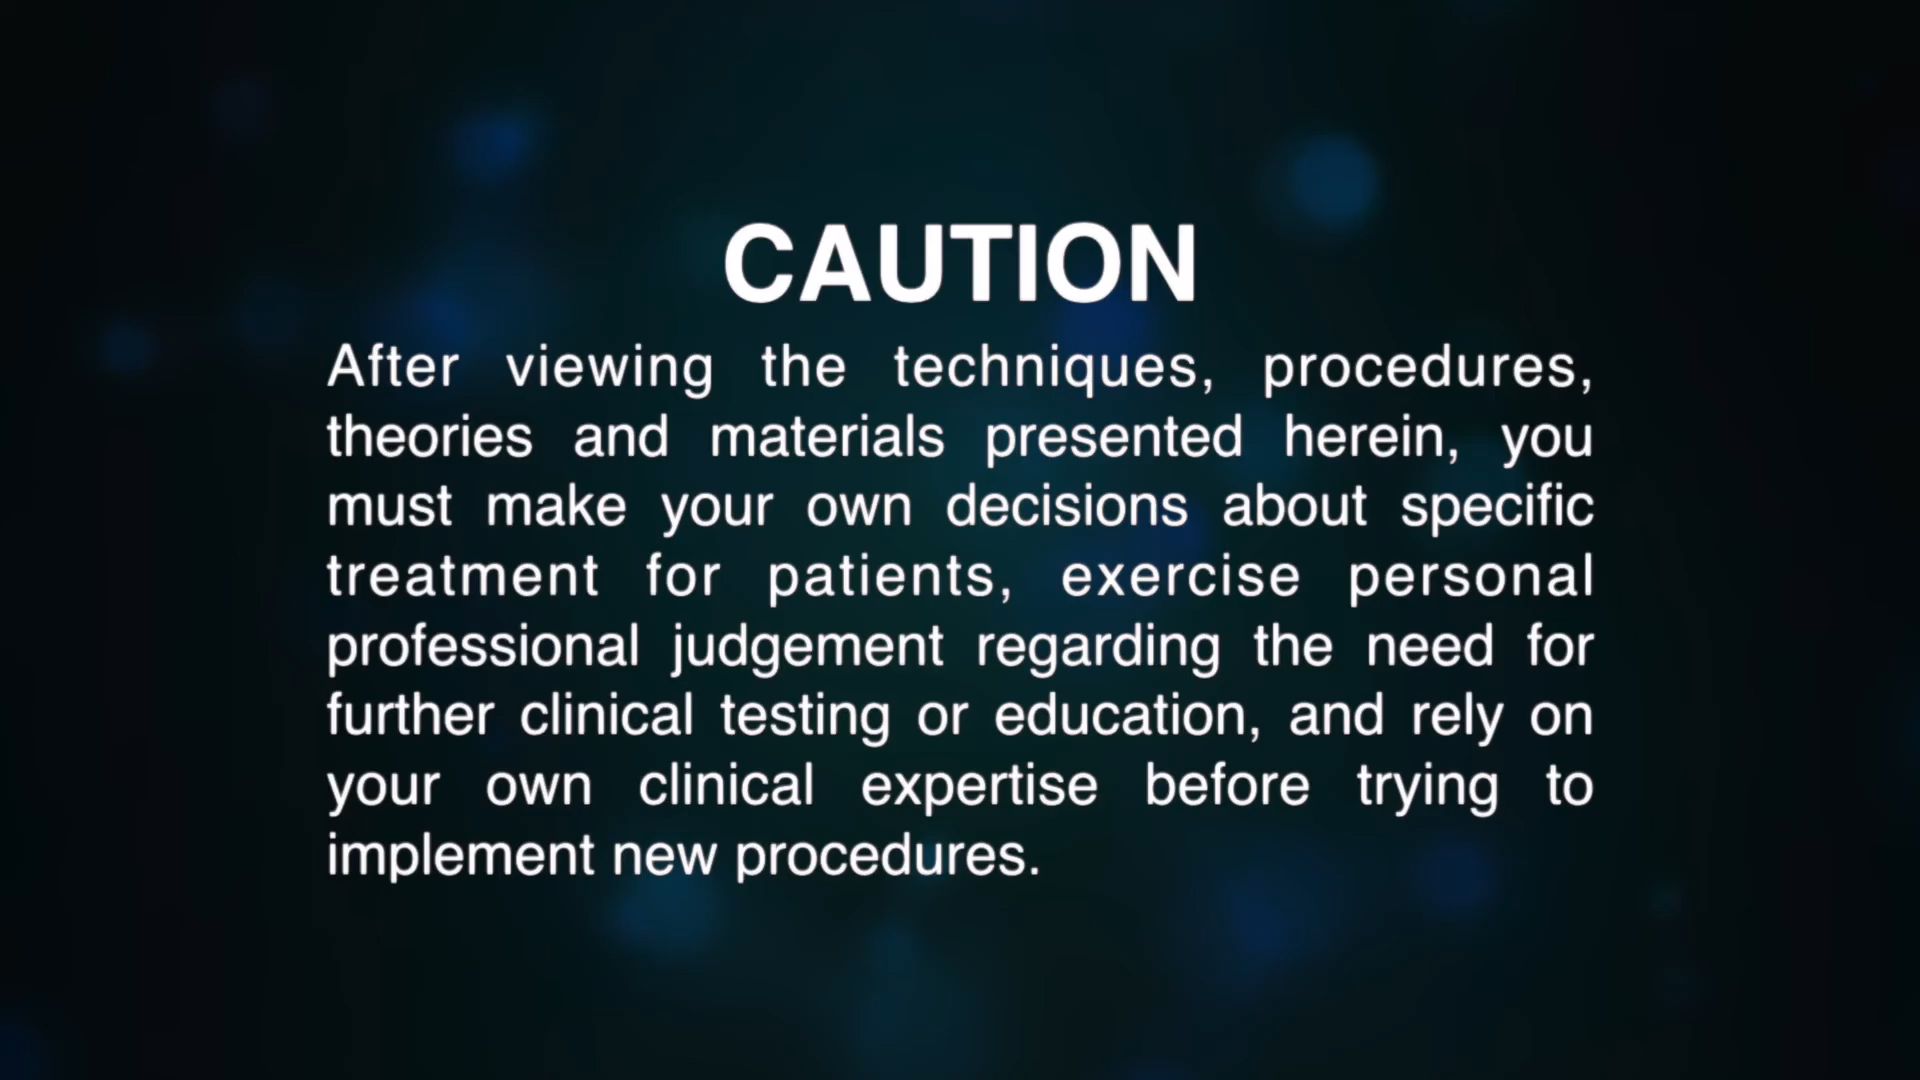 CAUTION
After viewing the techniques, procedures,
theories and materials presented herein, you
must make your own decisions about specific
treatment for patients, exercise personal
professional judgement regarding the need for
further clinical testing or education, and rely on
your own clinical expertise before trying to
implement new procedures.